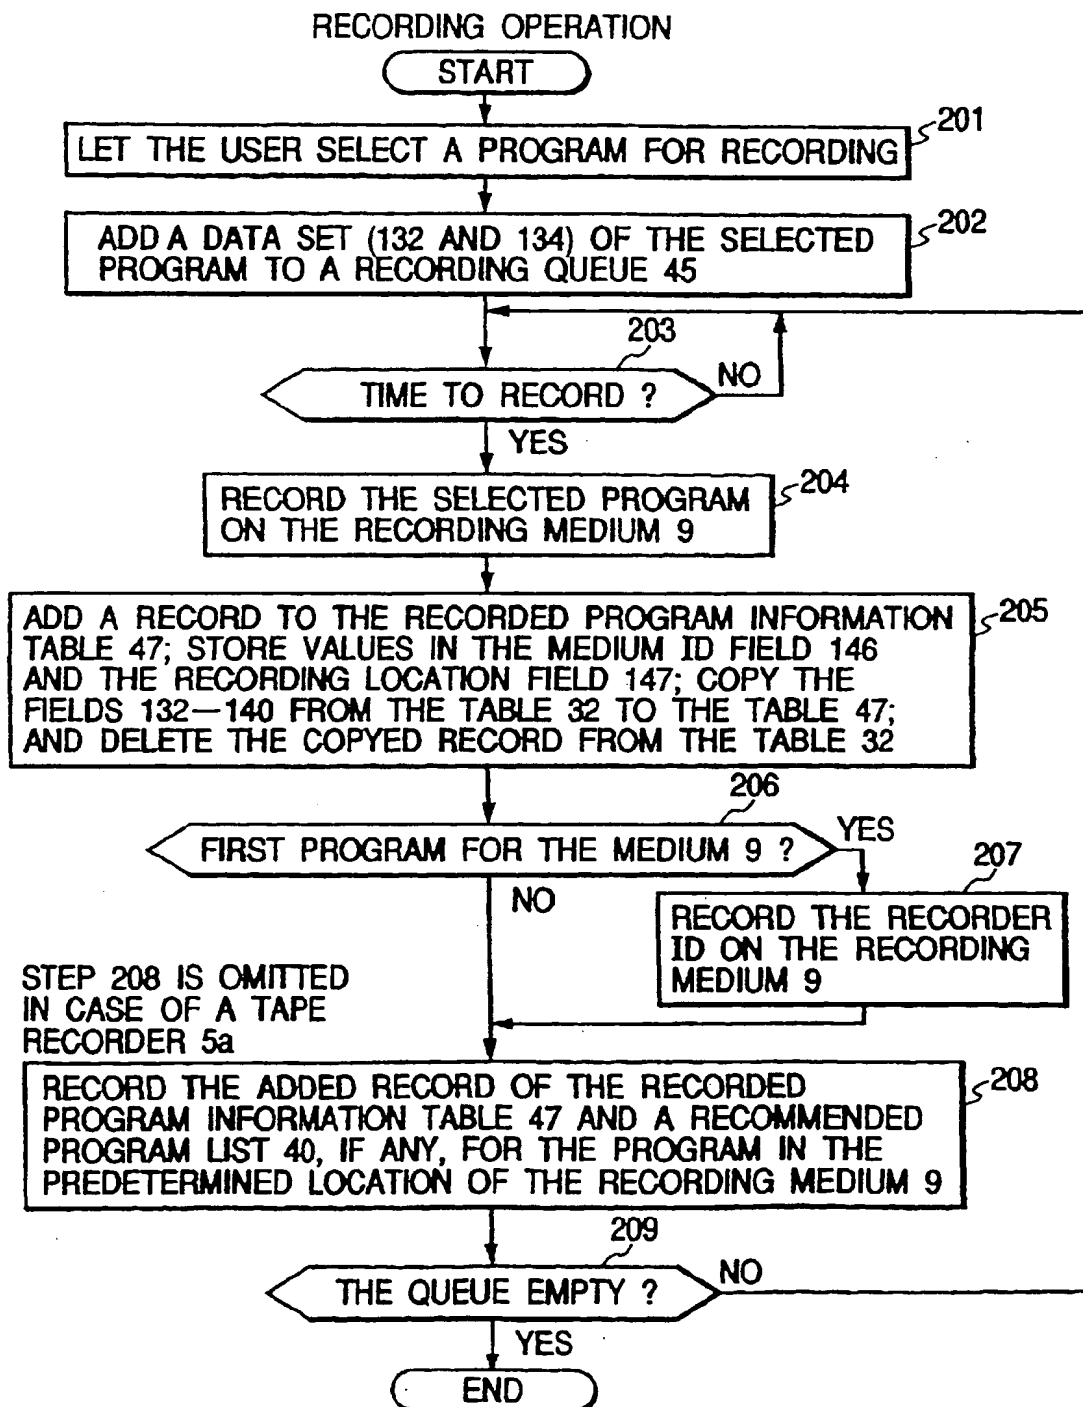 RECORDING OPERATION
START
201
LET THE USER SELECT A PROGRAM FOR RECORDING
202
ADD A DATA SET (132 AND 134) OF THE SELECTED
PROGRAM TO A RECORDING QUEUE 45
203
TIME TO RECORD ?
NO
YES
204
RECORD THE SELECTED PROGRAM
ON THE RECORDING MEDIUM 9
205
ADD A RECORD TO THE RECORDED PROGRAM INFORMATION
TABLE 47; STORE VALUES IN THE MEDIUM ID FIELD 146
AND THE RECORDING LOCATION FIELD 147; COPY THE
FIELDS 132—140 FROM THE TABLE 32 TO THE TABLE 47;
AND DELETE THE COPYED RECORD FROM THE TABLE 32
206
FIRST PROGRAM FOR THE MEDIUM 9 ?
YES
NO
207
RECORD THE RECORDER
ID ON THE RECORDING
MEDIUM 9
STEP 208 IS OMITTED
IN CASE OF A TAPE
RECORDER 5a
208
RECORD THE ADDED RECORD OF THE RECORDED
PROGRAM INFORMATION TABLE 47 AND A RECOMMENDED
PROGRAM LIST 40, IF ANY, FOR THE PROGRAM IN THE
PREDETERMINED LOCATION OF THE RECORDING MEDIUM 9
209
THE QUEUE EMPTY ?
NO
YES
END